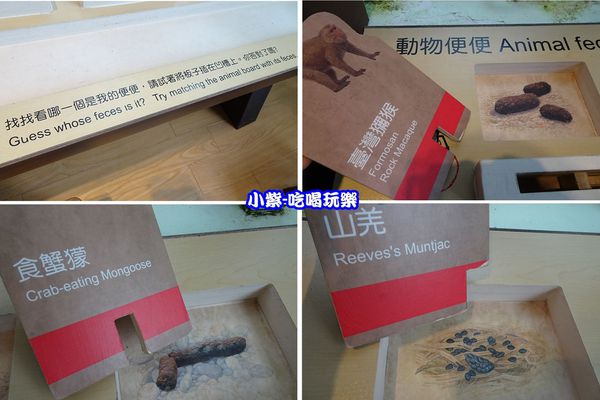 找找看哪一個是我的便便，請試著將板子插在凹槽上。你答對了嗎?
Guess whose feces is it? Try matching the animal board with its feces.
動物便便 Animal fec
臺灣獼猴
Formosan
Rock Macaque
小紫-吃喝玩樂
食蟹獴
Crab-eating Mongoose
山羌
Reeves's Muntjac